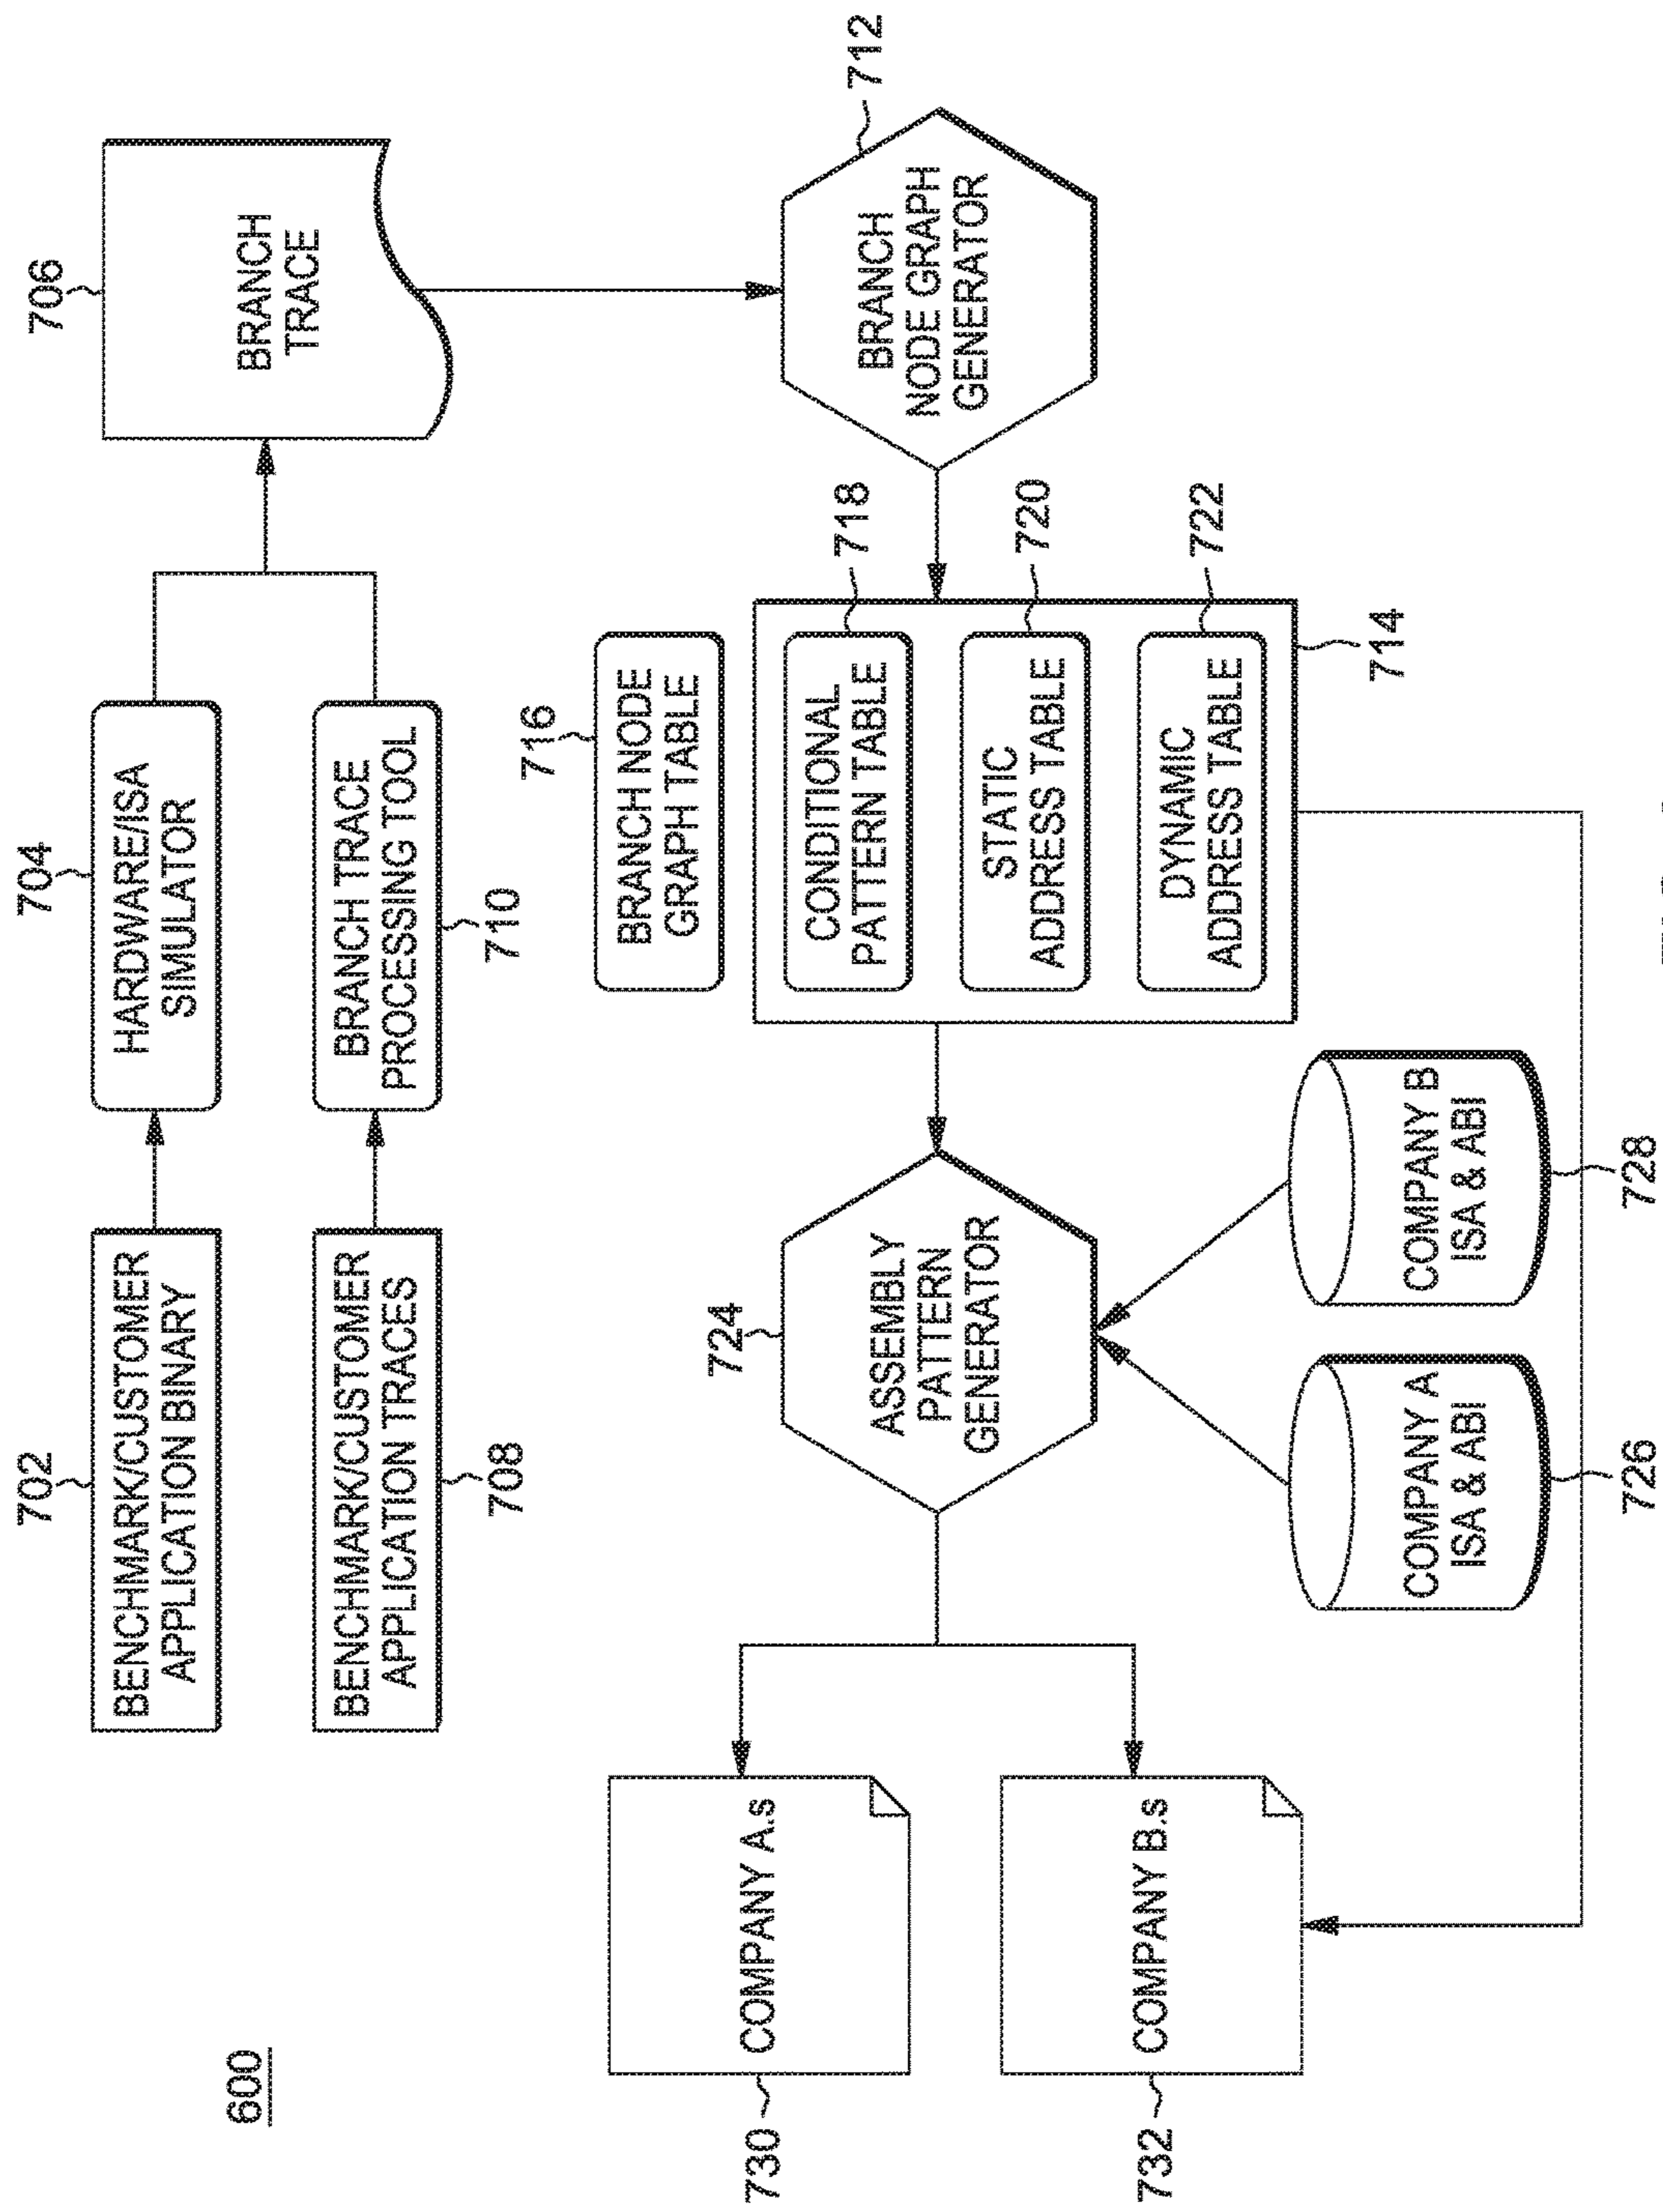 600
702
BENCHMARK/CUSTOMER
APPLICATION BINARY
704
HARDWARE/ISA
SIMULATOR
706
BRANCH
TRACE
BENCHMARK/CUSTOMER
APPLICATION TRACES
708
BRANCH TRACE
PROCESSING TOOL
710
712
BRANCH
NODE GRAPH
GENERATOR
716
BRANCH NODE
GRAPH TABLE
CONDITIONAL
PATTERN TABLE
718
STATIC
ADDRESS TABLE
720
DYNAMIC
ADDRESS TABLE
722
714
724
ASSEMBLY
PATTERN
GENERATOR
COMPANY A
ISA & ABI
726
COMPANY B
ISA & ABI
728
730
COMPANY A.s
732
COMPANY B.s